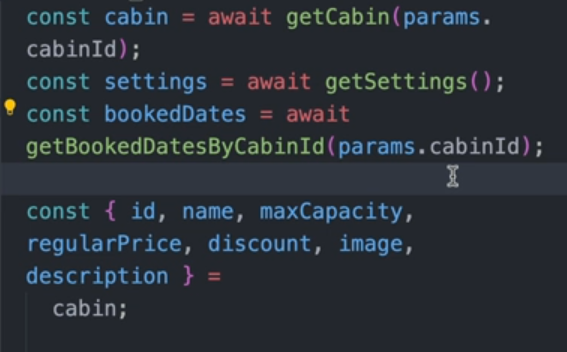 const cabin = await getCabin(params.
cabinId);
const settings = await getSettings();
const bookedDates = await
getBookedDatesByCabinId(params.cabinId);
const { id, name, maxCapacity,
regularPrice, discount, image,
description } =
cabin;